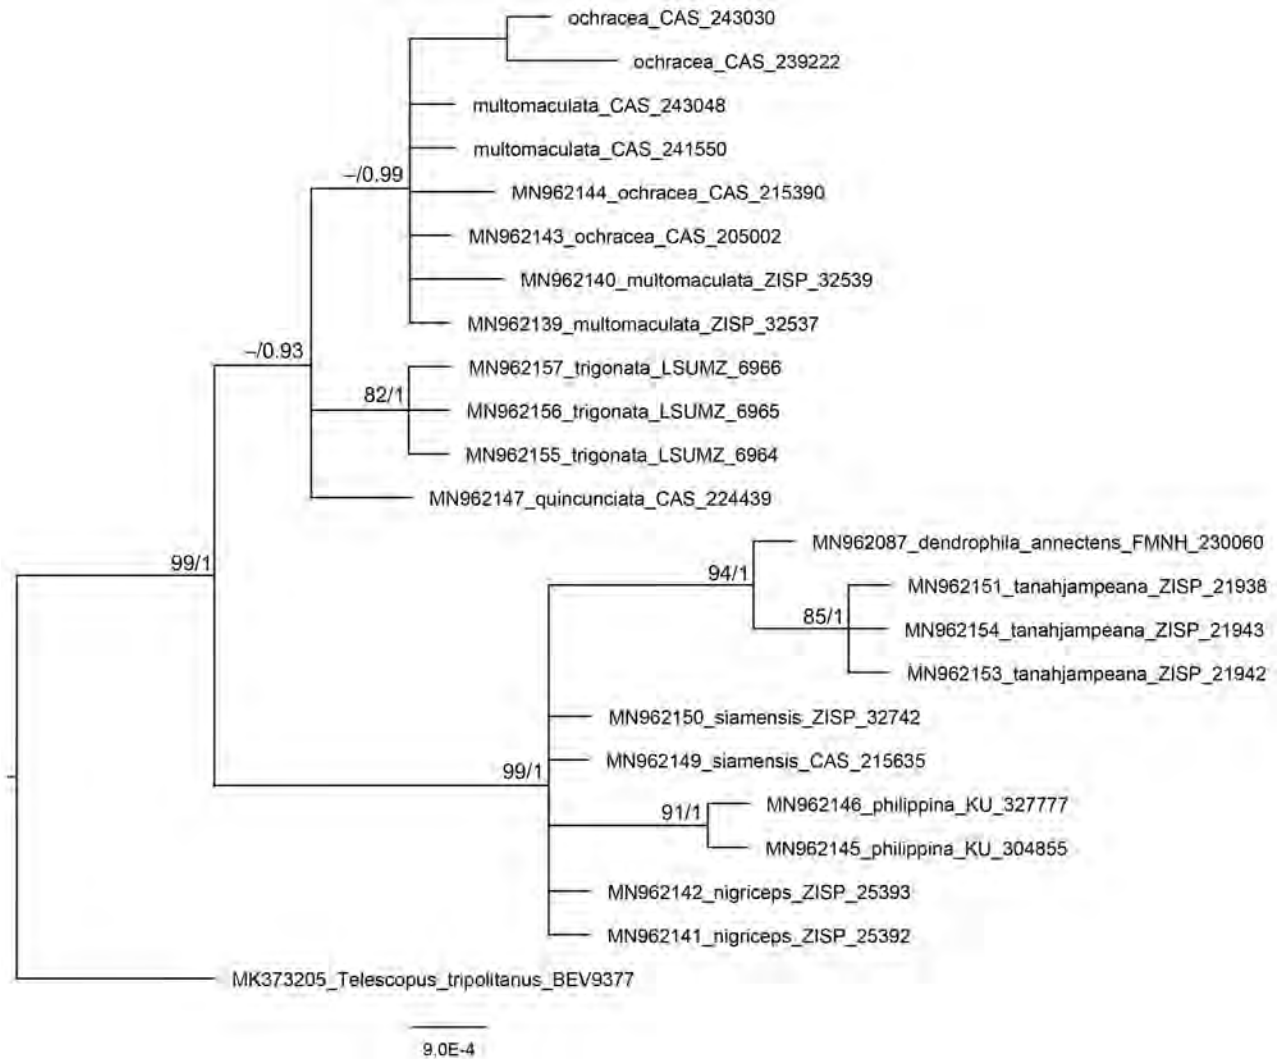 ochracea_CAS_243030
ochracea_CAS_239222
multomaculata_CAS_243048
multomaculata_CAS_241550
–/0.99
MN962144_ochracea_CAS_215390
MN962143_ochracea_CAS_205002
MN962140_multomaculata_ZISP_32539
MN962139_multomaculata_ZISP_32537
–/0.93
MN962157_trigonata_LSUMZ_6966
82/1
MN962156_trigonata_LSUMZ_6965
MN962155_trigonata_LSUMZ_6964
MN962147_quincunciata_CAS_224439
MN962087_dendrophila_annectens_FMNH_230060
99/1
94/1
MN962151_tanahjampeana_ZISP_21938
85/1
MN962154_tanahjampeana_ZISP_21943
MN962153_tanahjampeana_ZISP_21942
MN962150_siamensis_ZISP_32742
MN962149_siamensis_CAS_215635
99/1
MN962146_philippina_KU_327777
91/1
MN962145_philippina_KU_304855
MN962142_nigriceps_ZISP_25393
MN962141_nigriceps_ZISP_25392
MK373205_Telescopus_tripolitanus_BEV9377
9.0E-4